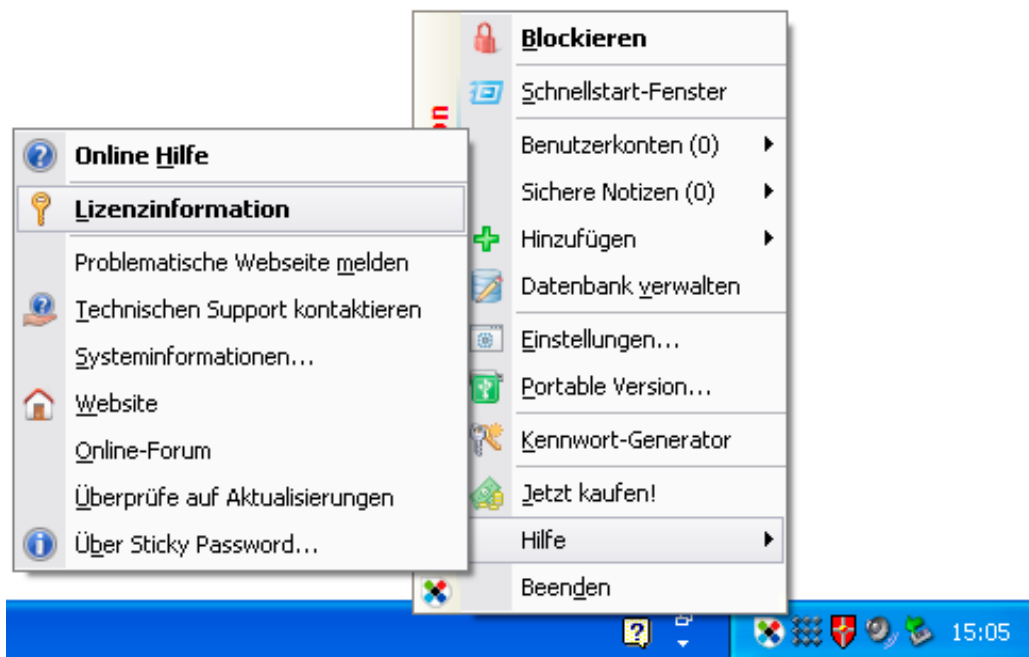 Blockieren
Schnellstart-Fenster
Benutzerkonten (0)
Sichere Notizen (0)
Hinzufügen
Datenbank verwalten
Einstellungen...
Portable Version...
Kennwort-Generator
Jetzt kaufen!
Hilfe
Beenden
on
Online Hilfe
Lizenzinformation
Problematische Webseite melden
Technischen Support kontaktieren
Systeminformationen...
Website
Online-Forum
Überprüfe auf Aktualisierungen
Über Sticky Password...
15:05